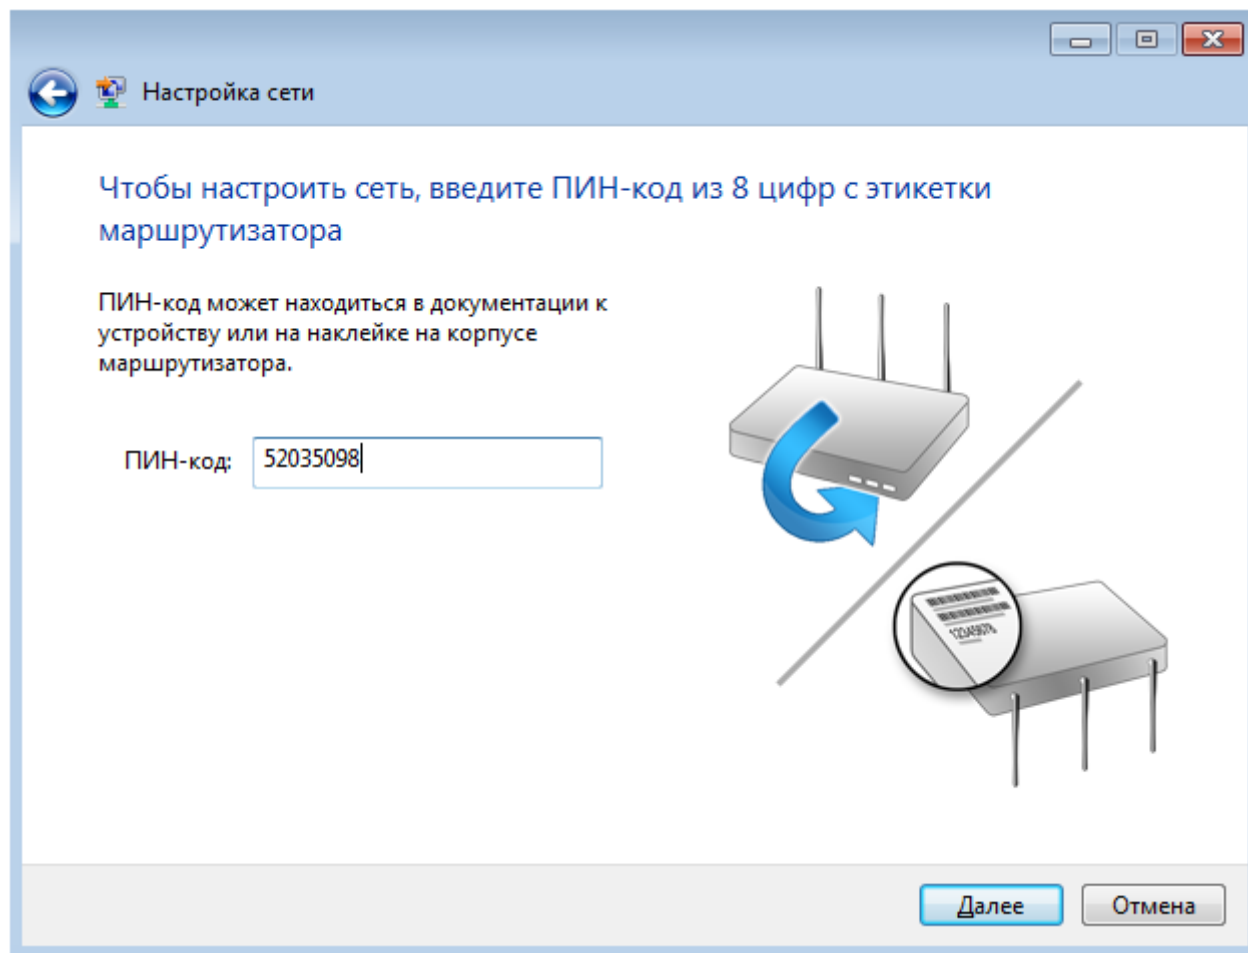 Настройка сети
Чтобы настроить сеть, введите ПИН-код из 8 цифр с этикетки
маршрутизатора
ПИН-код может находиться в документации к
устройству или на наклейке на корпусе
маршрутизатора.
ПИН-код: 52035098
12345678
Далее Отмена